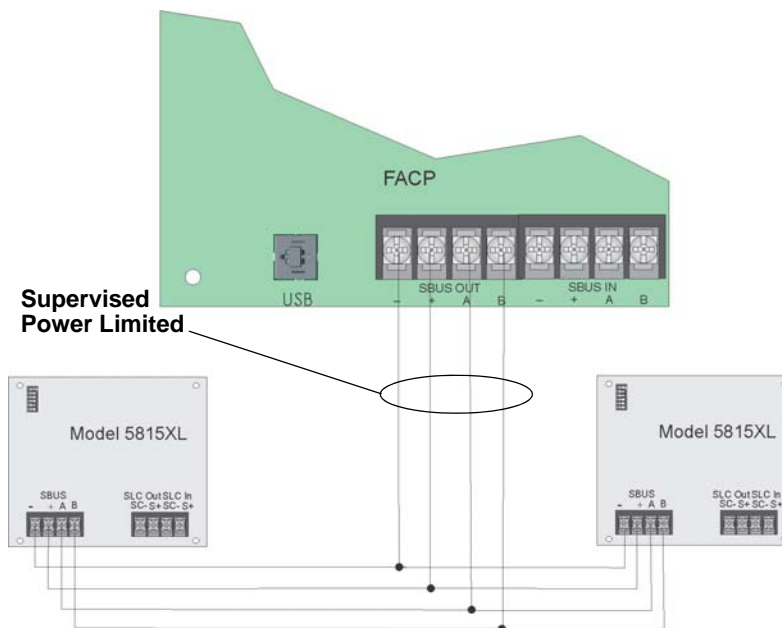 FACP
SBUS OUT
SBUS IN
- + A B - + A B
USB
Supervised
Power Limited
Model 5815XL
SBUS
- + A B
SLC Out SLC In
SC- S+ SC- S+
Model 5815XL
SBUS
- + A B
SLC Out SLC In
SC- S+ SC- S+